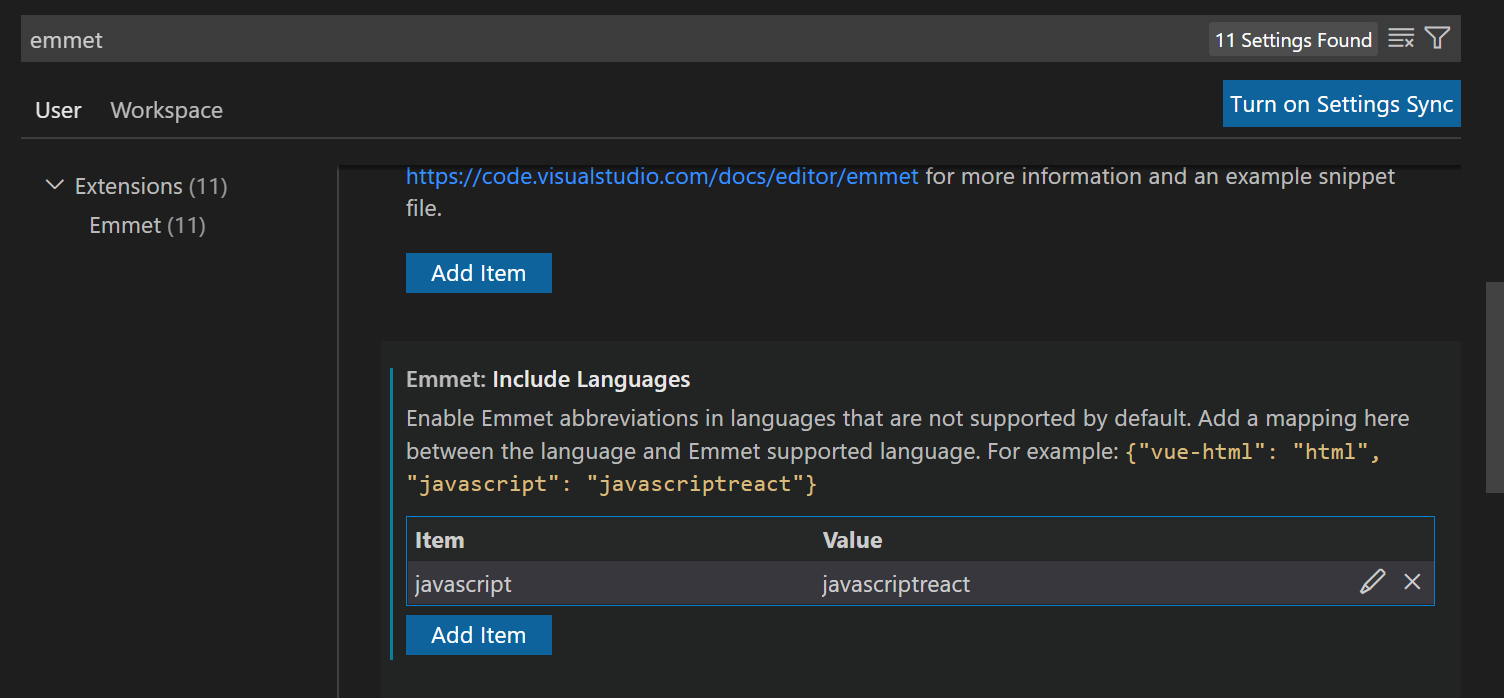 emmet
11 Settings Found
User Workspace
Turn on Settings Sync
Extensions (11)
Emmet (11)
https://code.visualstudio.com/docs/editor/emmet for more information and an example snippet
file.
Add Item
Emmet: Include Languages
Enable Emmet abbreviations in languages that are not supported by default. Add a mapping here
between the language and Emmet supported language. For example: {"vue-html": "html",
"javascript": "javascriptreact"}
Item Value
javascript javascriptreact
Add Item